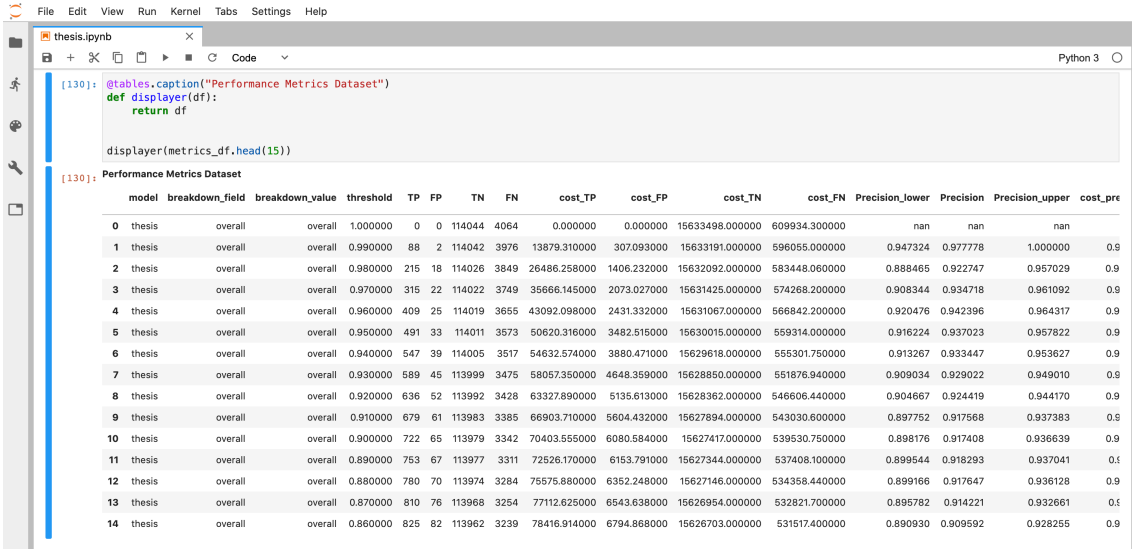 File Edit View Run Kernel Tabs Settings Help
thesis.ipynb
Code
Python 3
[130]: @tables.caption("Performance Metrics Dataset")
def displayer(df):
return df
displayer(metrics_df.head(15))
[130]: Performance Metrics Dataset
model breakdown_field breakdown_value threshold TP FP TN FN cost_TP cost_FP cost_TN cost_FN Precision_lower Precision Precision_upper cost_pre
0 thesis overall overall 1.000000 0 0 114044 4064 0.000000 0.000000 15633498.000000 609934.300000 nan nan nan
1 thesis overall overall 0.990000 88 2 114042 3976 13879.310000 307.093000 15633191.000000 596055.000000 0.947324 0.977778 1.000000 0.9
2 thesis overall overall 0.980000 215 18 114026 3849 26486.258000 1406.232000 15632092.000000 583448.060000 0.888465 0.922747 0.957029 0.9
3 thesis overall overall 0.970000 315 22 114022 3749 35666.145000 2073.027000 15631425.000000 574268.200000 0.908344 0.934718 0.961092 0.9
4 thesis overall overall 0.960000 409 25 114019 3655 43092.098000 2431.332000 15631067.000000 566842.200000 0.920476 0.942396 0.964317 0.9
5 thesis overall overall 0.950000 491 33 114011 3573 50620.316000 3482.515000 15630015.000000 559314.000000 0.916224 0.937023 0.957822 0.9
6 thesis overall overall 0.940000 547 39 114005 3517 54632.574000 3880.471000 15629618.000000 555301.750000 0.913267 0.933447 0.953627 0.9
7 thesis overall overall 0.930000 589 45 113999 3475 58057.350000 4648.359000 15628850.000000 551876.940000 0.909034 0.929022 0.949010 0.9
8 thesis overall overall 0.920000 636 52 113992 3428 63327.890000 5135.613000 15628362.000000 546606.440000 0.904667 0.924419 0.944170 0.9
9 thesis overall overall 0.910000 679 61 113983 3385 66903.710000 5604.432000 15627894.000000 543030.600000 0.897752 0.917568 0.937383 0.9
10 thesis overall overall 0.900000 722 65 113979 3342 70403.555000 6080.584000 15627417.000000 539530.750000 0.898176 0.917408 0.936639 0.9
11 thesis overall overall 0.890000 753 67 113977 3311 72526.170000 6153.791000 15627344.000000 537408.100000 0.899544 0.918293 0.937041 0.9
12 thesis overall overall 0.880000 780 70 113974 3284 75575.880000 6352.248000 15627146.000000 534358.440000 0.899166 0.917647 0.936128 0.9
13 thesis overall overall 0.870000 810 76 113968 3254 77112.625000 6543.638000 15626954.000000 532821.700000 0.895782 0.914221 0.932661 0.9
14 thesis overall overall 0.860000 825 82 113962 3239 78416.914000 6794.868000 15626703.000000 531517.400000 0.890930 0.909592 0.928255 0.9